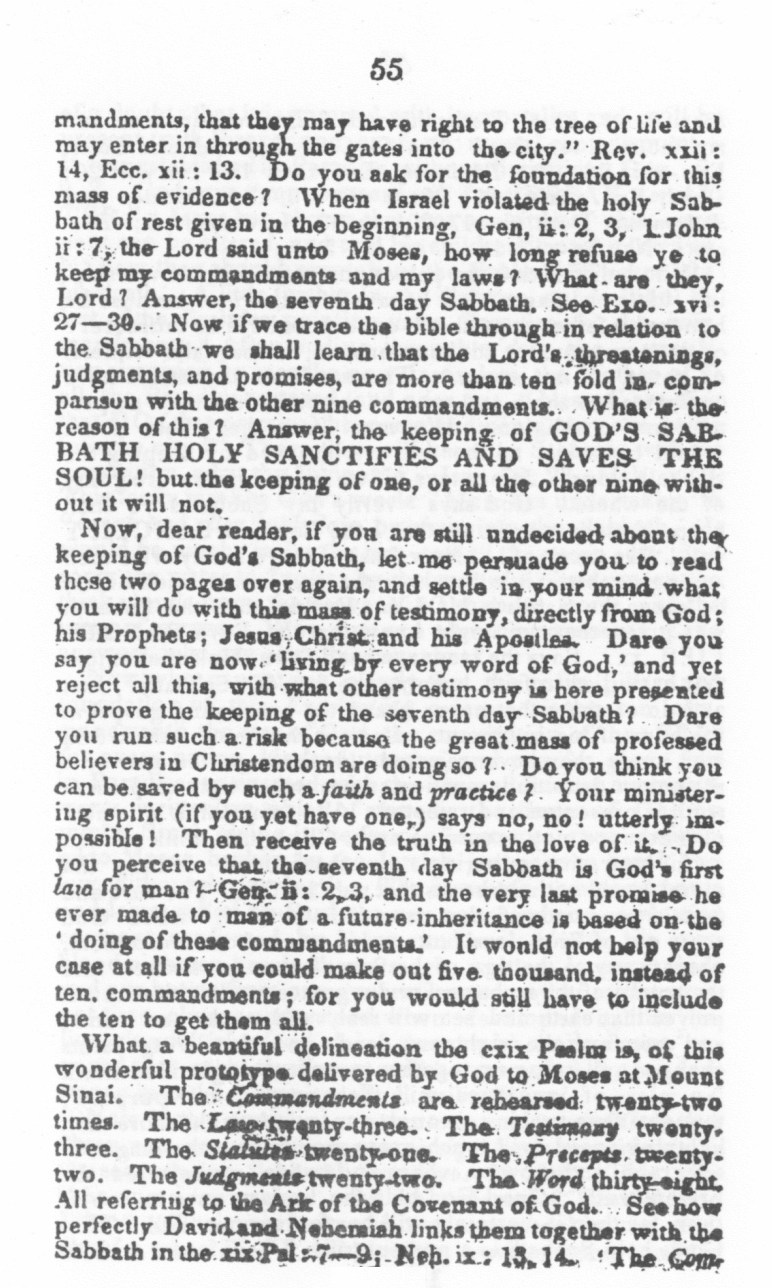 55
mandments, that they may have right to the tree of life and
may enter in through the gates into the city." Rev. xxii:
14, Ecc. xii: 13. Do you ask for the foundation for this
mass of evidence? When Israel violated the holy Sab-
bath of rest given in the beginning, Gen, ii: 2, 3, 1 John
ii: 7, the Lord said unto Moses, how long refuse ye to
keep my commandments and my laws? What are they,
Lord? Answer, the seventh day Sabbath. See Exo. xvi:
27—30. Now if we trace the bible through in relation to
the Sabbath we shall learn that the Lord's threatenings,
judgments, and promises, are more than ten fold in com-
parison with the other nine commandments. What is the
reason of this? Answer, the keeping of GOD'S SAB-
BATH HOLY SANCTIFIES AND SAVES THE
SOUL! but the keeping of one, or all the other nine with-
out it will not.
Now, dear reader, if you are still undecided about the
keeping of God's Sabbath, let me persuade you to read
these two pages over again, and settle in your mind what
you will do with this mass of testimony, directly from God;
his Prophets; Jesus Christ and his Apostles. Dare you
say you are now 'living by every word of God,' and yet
reject all this, with what other testimony is here presented
to prove the keeping of the seventh day Sabbath? Dare
you run such a risk because the great mass of professed
believers in Christendom are doing so? Do you think you
can be saved by such a faith and practice? Your minister-
ing spirit (if you yet have one,) says no, no! utterly im-
possible! Then receive the truth in the love of it. Do
you perceive that the seventh day Sabbath is God's first
law for man?—Gen. ii: 2, 3, and the very last promise he
ever made to man of a future inheritance is based on the
'doing of these commandments.' It would not help your
case at all if you could make out five thousand, instead of
ten. commandments; for you would still have to include
the ten to get them all.
What a beautiful delineation the cxix Psalm is, of this
wonderful prototype delivered by God to Moses at Mount
Sinai. The Commandments are rehearsed twenty-two
times. The Law twenty-three. The Testimony twenty-
three. The Statutes twenty-one. The Precepts twenty-
two. The Judgments twenty-two. The Word thirty-eight.
All referring to the Ark of the Covenant of God. See how
perfectly David and Nehemiah links them together with the
Sabbath in the xix Psl: 7—9; Neh. ix.: 13, 14. 'The Com-